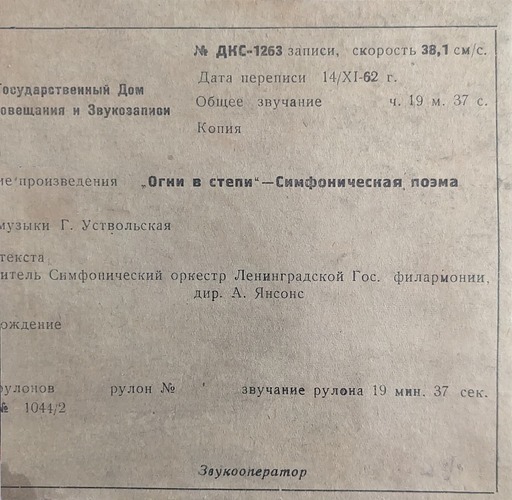 № ДКС-1263 записи, скорость 38,1 см/с.
Государственный Дом
Дата переписи 14/XI-62 г.
овещания и Звукозаписи
Общее звучание ч. 19 м. 37 с.
Копия
ие произведения „Огни в степи“—Симфоническая поэма
музыки Г. Уствольская
текста
итель Симфонический оркестр Ленинградской Гос. филармонии,
дир. А. Янсонс
ождение
рулонов рулон № звучание рулона 19 мин. 37 сек.
№ 1044/2
Звукооператор